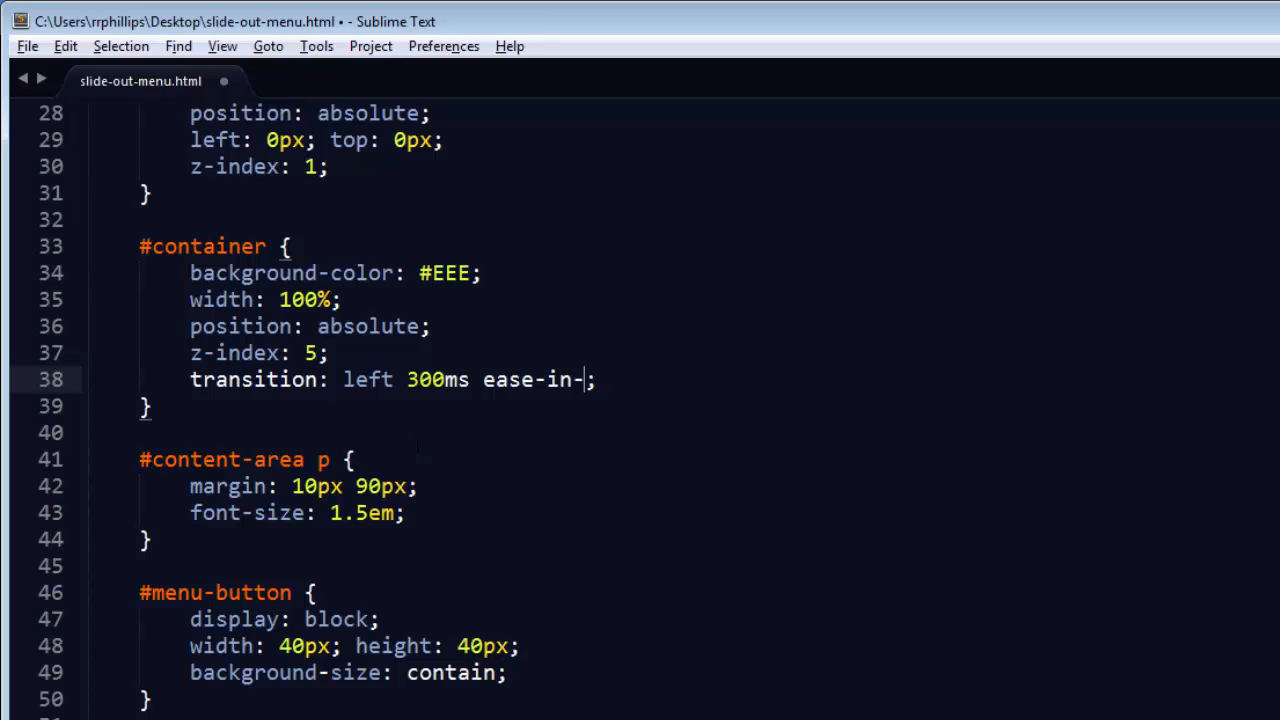 C:\Users\rrphillips\Desktop\slide-out-menu.html • - Sublime Text
File Edit Selection Find View Goto Tools Project Preferences Help
slide-out-menu.html
28 position: absolute;
29 left: 0px; top: 0px;
30 z-index: 1;
31 }
32
33 #container {
34 background-color: #EEE;
35 width: 100%;
36 position: absolute;
37 z-index: 5;
38 transition: left 300ms ease-in-;
39 }
40
41 #content-area p {
42 margin: 10px 90px;
43 font-size: 1.5em;
44 }
45
46 #menu-button {
47 display: block;
48 width: 40px; height: 40px;
49 background-size: contain;
50 }